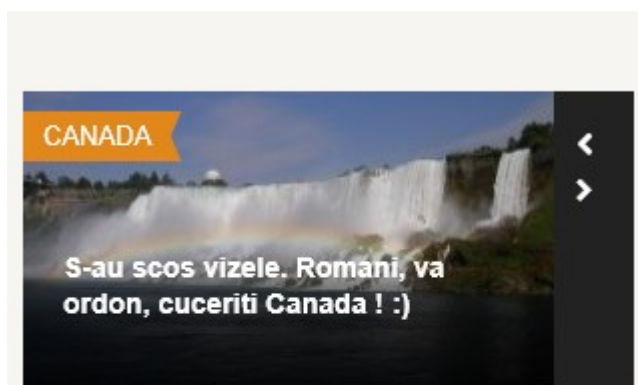 CANADA
S-au scos vizele. Romani, va
ordon, cuceriti Canada ! :)